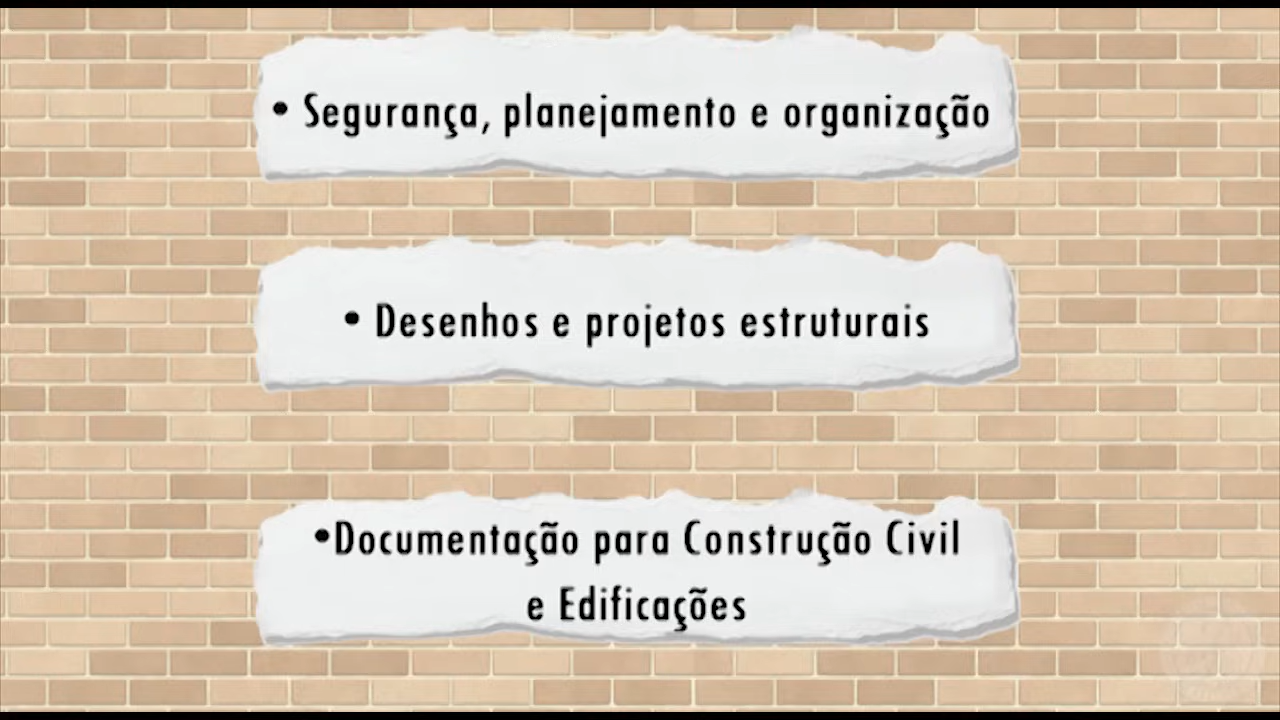 • Segurança, planejamento e organização
• Desenhos e projetos estruturais
•Documentação para Construção Civil
e Edificações